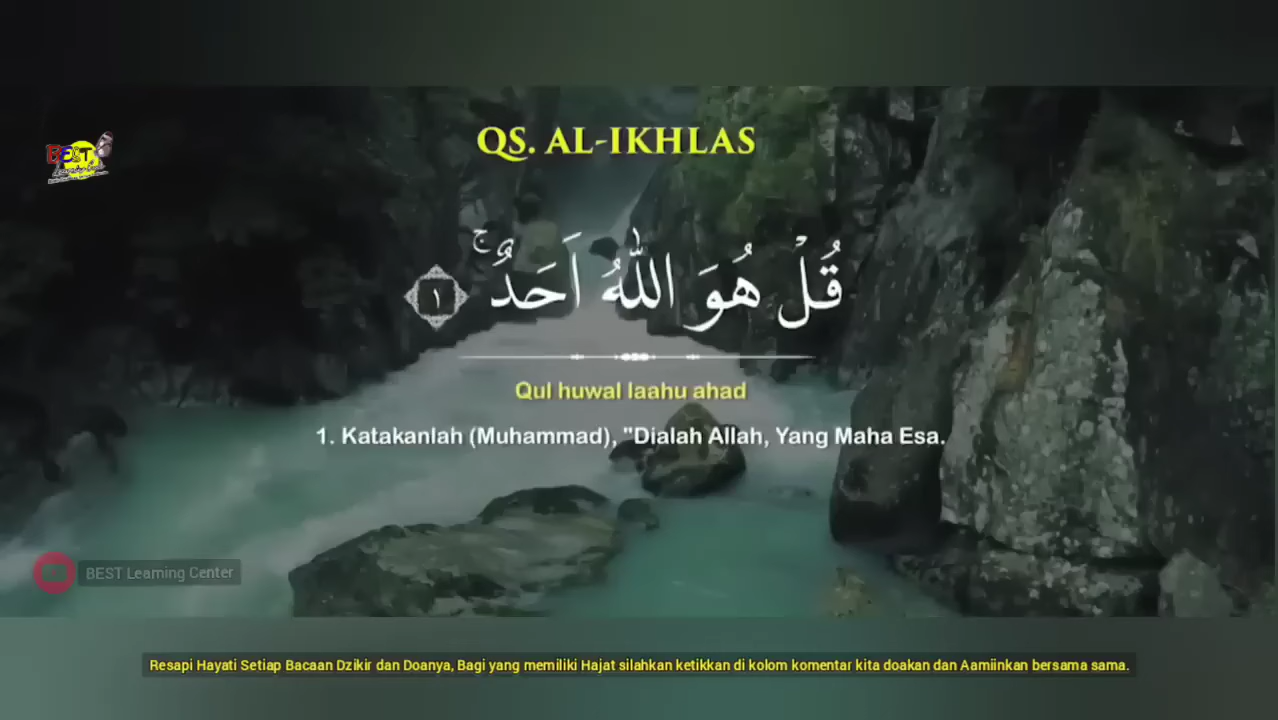 BEST
QS. AL-IKHLAS
قُلْ هُوَ اللّٰهُ اَحَدٌۚ ١
Qul huwal laahu ahad
1. Katakanlah (Muhammad), "Dialah Allah, Yang Maha Esa.
BEST Learning Center
Resapi Hayati Setiap Bacaan Dzikir dan Doanya, Bagi yang memiliki Hajat silahkan ketikkan di kolom komentar kita doakan dan Aamiinkan bersama sama.